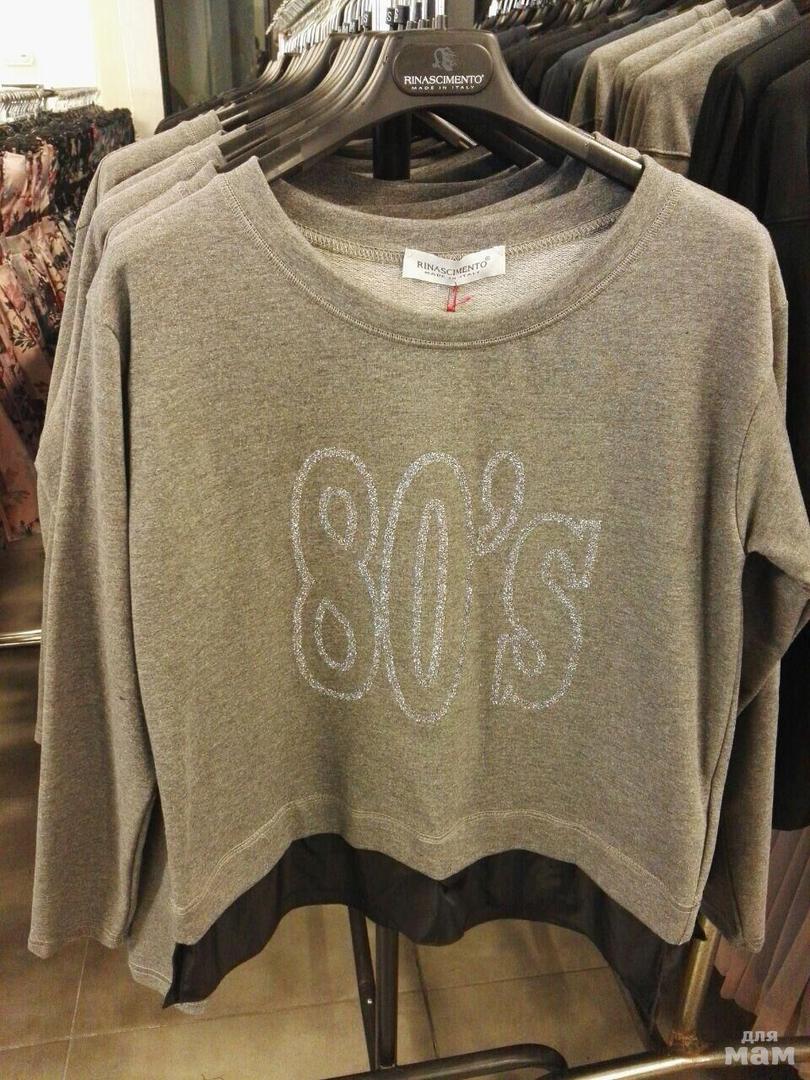 RINASCIMENTO®
MADE IN ITALY
RINASCIMENTO®
MADE IN ITALY
80's
для
мам